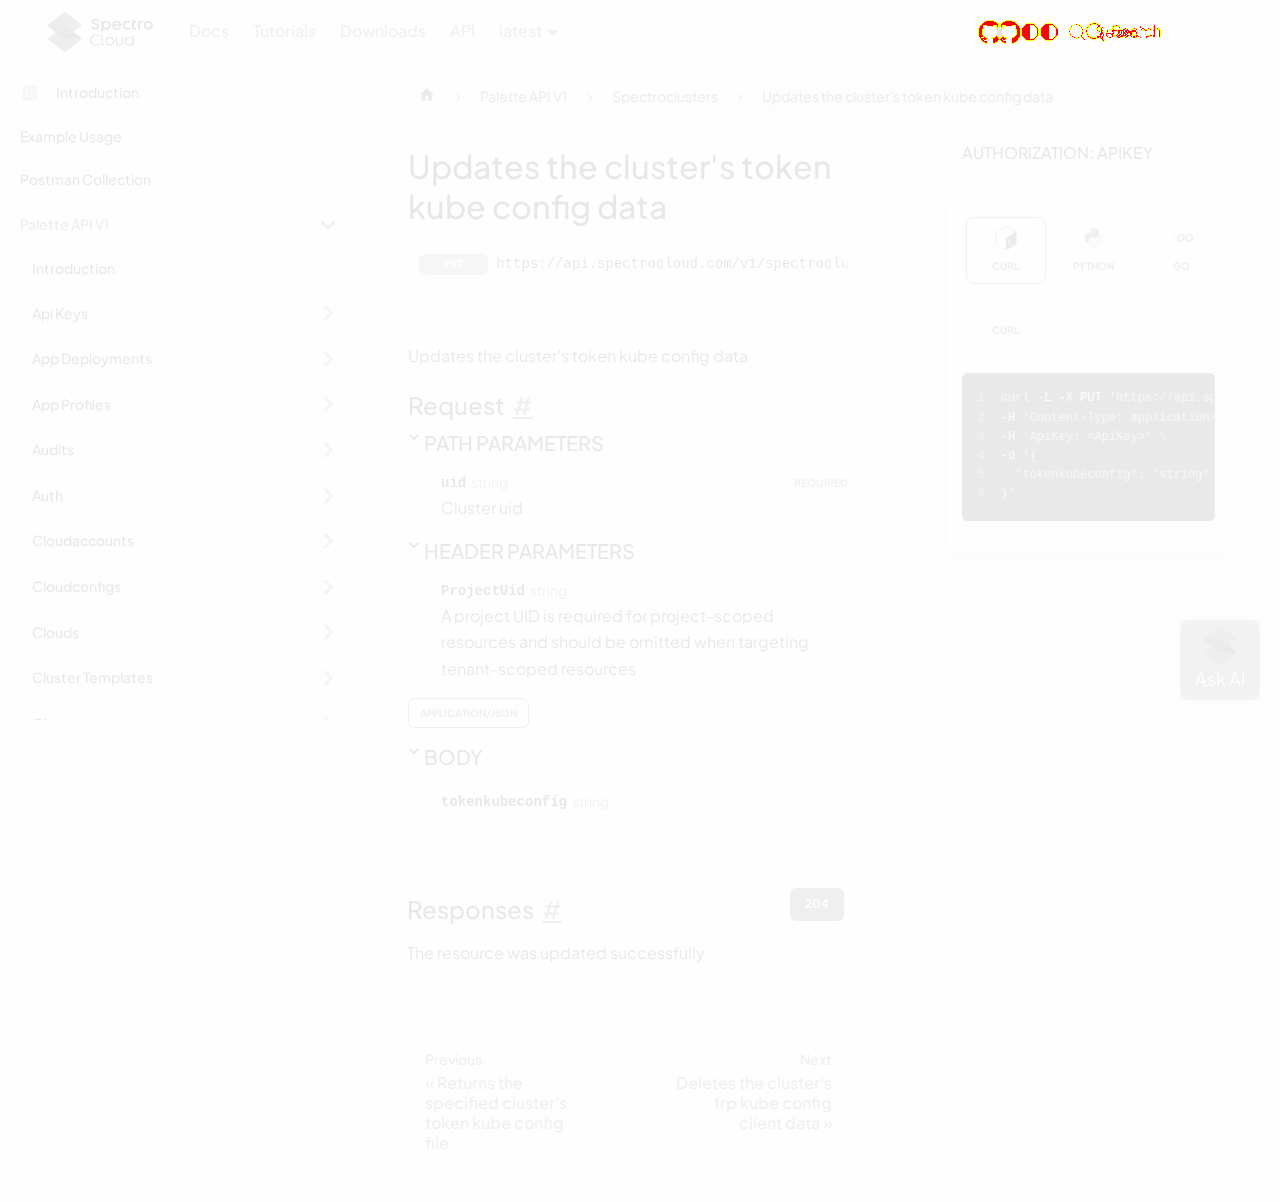 Spectro
Cloud
Docs
Tutorials
Downloads
API
latest
Introduction
Example Usage
Postman Collection
Palette API V1
Introduction
Api Keys
App Deployments
App Profiles
Audits
Auth
Cloudaccounts
Cloudconfigs
Clouds
Cluster Templates
Palette API V1
Spectroclusters
Updates the cluster's token kube config data
Updates the cluster's token
kube config data
PUT
https://api.spectrocloud.com/v1/spectroclu
Updates the cluster's token kube config data
Request #
PATH PARAMETERS
uid string REQUIRED
Cluster uid
HEADER PARAMETERS
ProjectUid string
A project UID is required for project-scoped
resources and should be omitted when targeting
tenant-scoped resources
APPLICATION/JSON
BODY
tokenkubeconfig string
Responses #
204
The resource was updated successfully
Previous
« Returns the
specified cluster's
token kube config
file
Next
Deletes the cluster's
frp kube config
client data »
AUTHORIZATION: APIKEY
CURL
PYTHON
GO
GO
CURL
1 curl -L -X PUT 'https://api.sp
2 -H 'Content-Type: application/
3 -H 'ApiKey: <ApiKey>' \
4 -d '{
5 "tokenkubeconfig": "string"
6 }'
Ask AI